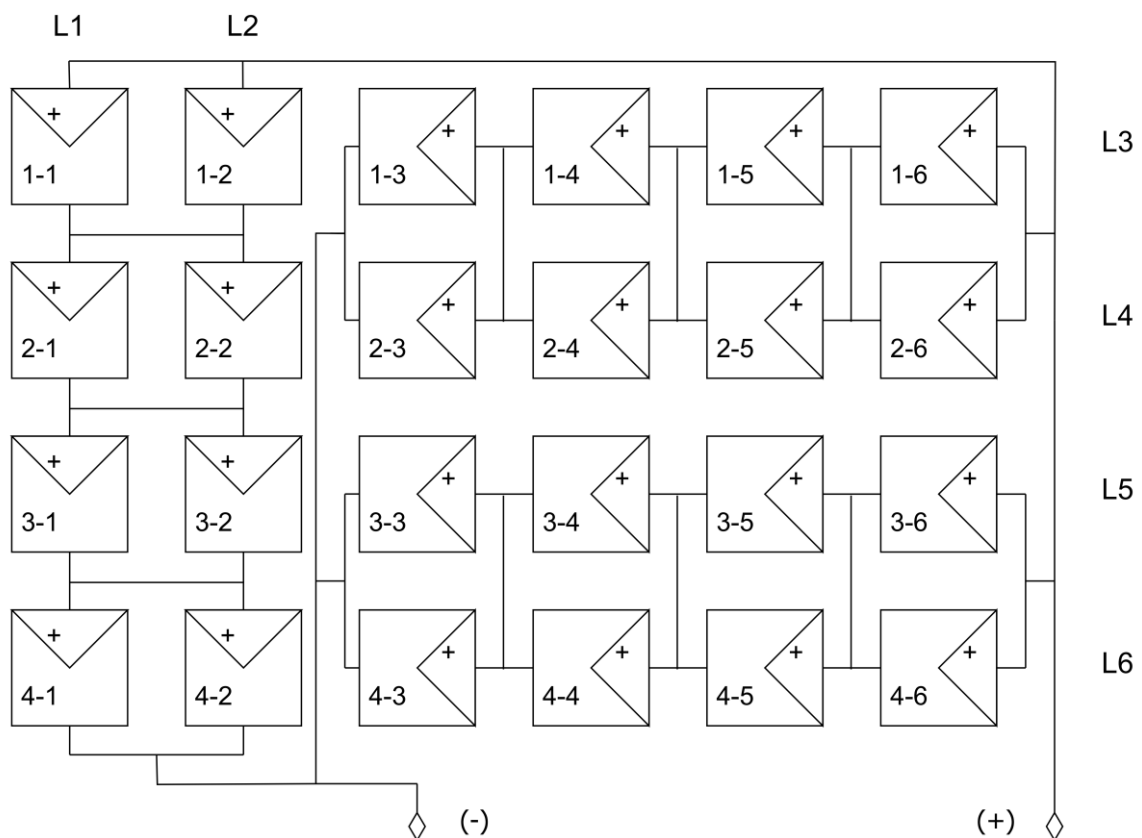 L1 L2
+ + + + + +
1-1 1-2 1-3 1-4 1-5 1-6 L3
+ + + + + +
2-1 2-2 2-3 2-4 2-5 2-6 L4
+ + + + + +
3-1 3-2 3-3 3-4 3-5 3-6 L5
+ + + + + +
4-1 4-2 4-3 4-4 4-5 4-6 L6
(-) (+)